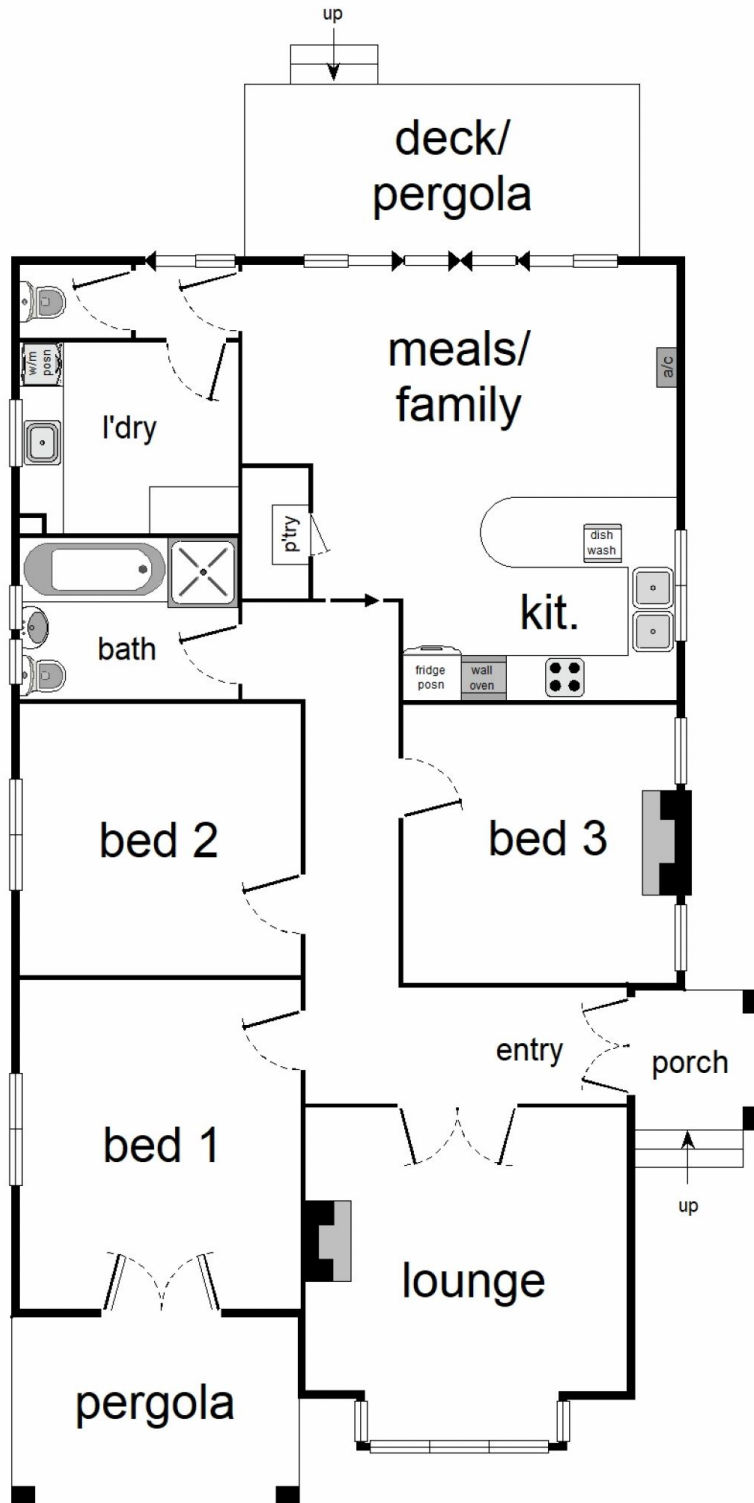 up
deck/
pergola
meals/
family
a/c
w/m
posn
l'dry
p'try
dish
wash
kit.
bath
fridge
posn
wall
oven
bed 2
bed 3
entry
porch
bed 1
up
lounge
pergola